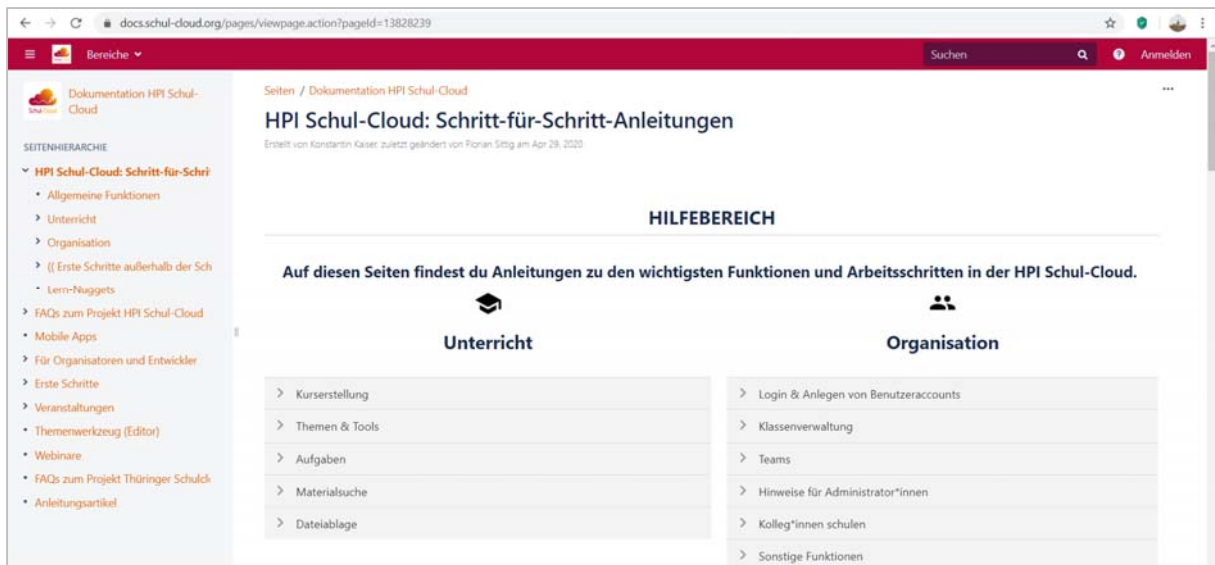 docs.schul-cloud.org/pages/viewpage.action?pageId=13828239
Bereiche
Suchen
Anmelden
Dokumentation HPI Schul-
Cloud
SEITENHIERARCHIE
HPI Schul-Cloud: Schritt-für-Schri
Allgemeine Funktionen
Unterricht
Organisation
(( Erste Schritte außerhalb der Sch
Lern-Nuggets
FAQs zum Projekt HPI Schul-Cloud
Mobile Apps
Für Organisatoren und Entwickler
Erste Schritte
Veranstaltungen
Themenwerkzeug (Editor)
Webinare
FAQs zum Projekt Thüringer Schulcl
Anleitungsartikel
Seiten / Dokumentation HPI Schul-Cloud
HPI Schul-Cloud: Schritt-für-Schritt-Anleitungen
Erstellt von Konstantin Kaiser, zuletzt geändert von Florian Sittig am Apr 29, 2020
HILFEBEREICH
Auf diesen Seiten findest du Anleitungen zu den wichtigsten Funktionen und Arbeitsschritten in der HPI Schul-Cloud.
Unterricht
Kurserstellung
Themen & Tools
Aufgaben
Materialsuche
Dateiablage
Organisation
Login & Anlegen von Benutzeraccounts
Klassenverwaltung
Teams
Hinweise für Administrator*innen
Kolleg*innen schulen
Sonstige Funktionen